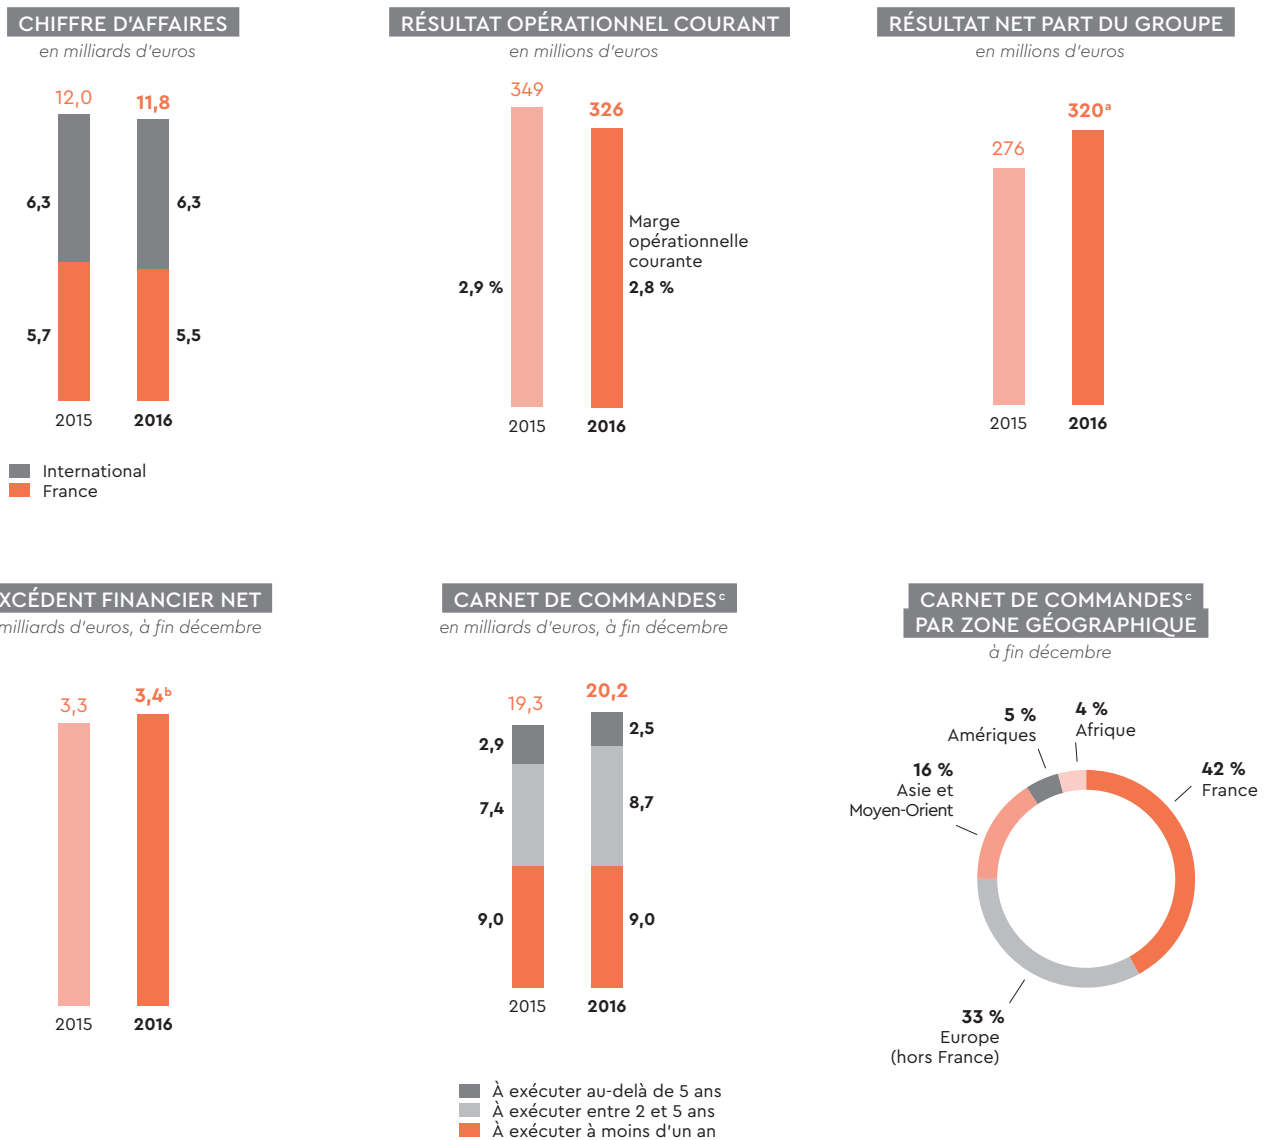 CHIFFRE D'AFFAIRES
en milliards d'euros
12,0
11,8
6,3
6,3
5,7
5,5
2015
2016
International
France
RÉSULTAT OPÉRATIONNEL COURANT
en millions d'euros
349
326
Marge
opérationnelle
courante
2,9 %
2,8 %
2015
2016
RÉSULTAT NET PART DU GROUPE
en millions d'euros
276
320ᵃ
2015
2016
XCÉDENT FINANCIER NET
milliards d'euros, à fin décembre
3,3
3,4ᵇ
2015
2016
CARNET DE COMMANDESᶜ
en milliards d'euros, à fin décembre
19,3
20,2
2,9
2,5
7,4
8,7
9,0
9,0
2015
2016
À exécuter au-delà de 5 ans
À exécuter entre 2 et 5 ans
À exécuter à moins d'un an
CARNET DE COMMANDESᶜ
PAR ZONE GÉOGRAPHIQUE
à fin décembre
5 %
Amériques
4 %
Afrique
16 %
Asie et
Moyen-Orient
42 %
France
33 %
Europe
(hors France)